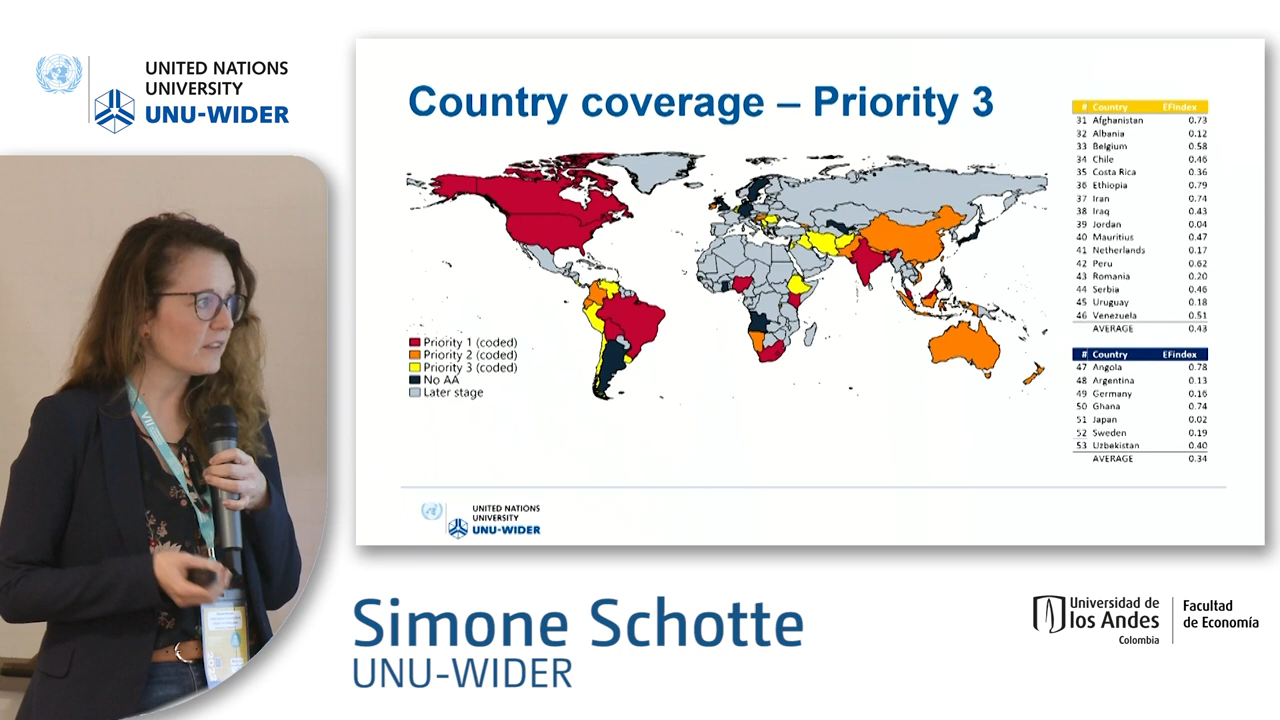 UNITED NATIONS
UNIVERSITY
UNU-WIDER
Country coverage – Priority 3
Priority 1 (coded)
Priority 2 (coded)
Priority 3 (coded)
No AA
Later stage
# Country EFIndex
31 Afghanistan 0.73
32 Albania 0.12
33 Belgium 0.58
34 Chile 0.46
35 Costa Rica 0.36
36 Ethiopia 0.79
37 Iran 0.74
38 Iraq 0.43
39 Jordan 0.04
40 Mauritius 0.47
41 Netherlands 0.17
42 Peru 0.62
43 Romania 0.20
44 Serbia 0.46
45 Uruguay 0.18
46 Venezuela 0.51
AVERAGE 0.43
# Country EFIndex
47 Angola 0.78
48 Argentina 0.13
49 Germany 0.16
50 Ghana 0.74
51 Japan 0.02
52 Sweden 0.19
53 Uzbekistan 0.40
AVERAGE 0.34
UNITED NATIONS
UNIVERSITY
UNU-WIDER
VII
Simone Schotte
UNU-WIDER
Universidad de
los Andes
Colombia
Facultad
de Economía